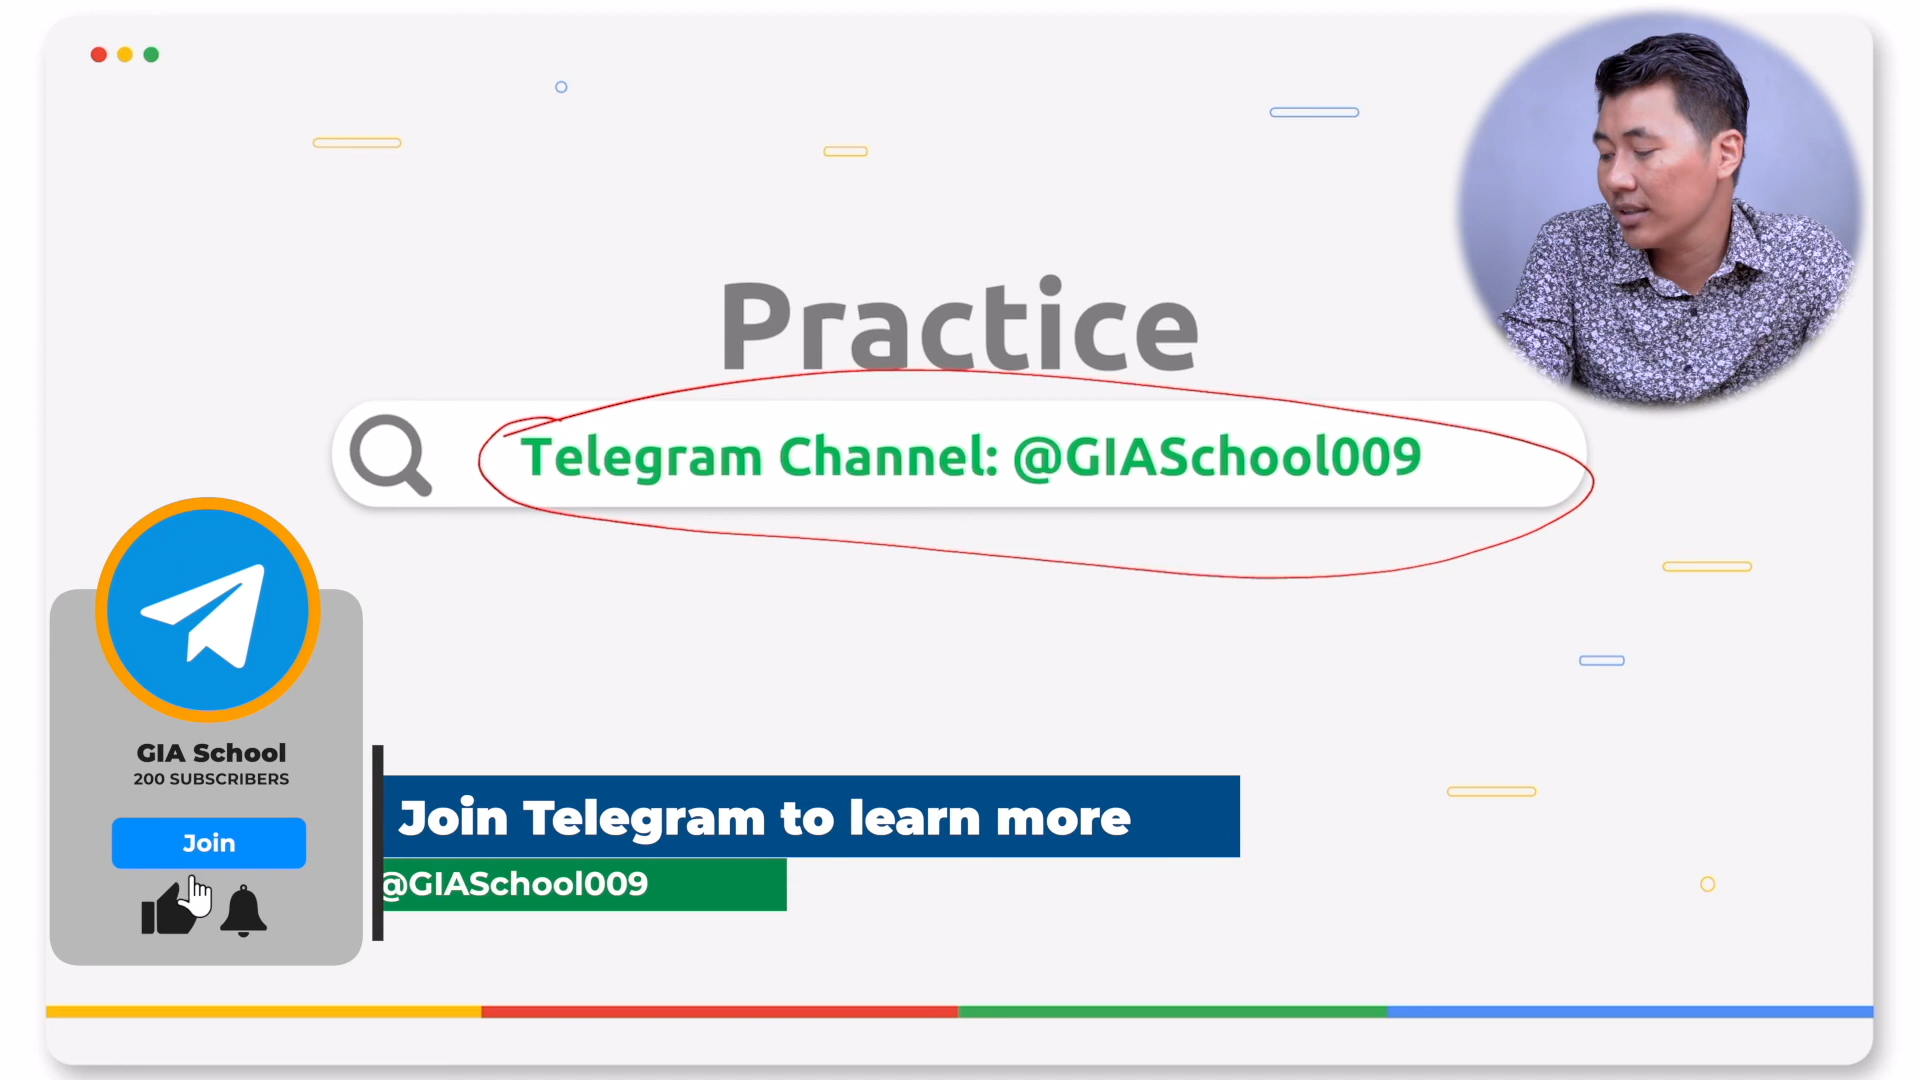 Practice
Telegram Channel: @GIASchool009
GIA School
200 SUBSCRIBERS
Join
Join Telegram to learn more
@GIASchool009